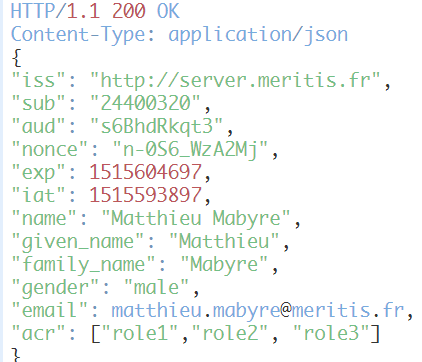 HTTP/1.1 200 OK
Content-Type: application/json
{
"iss": "http://server.meritis.fr",
"sub": "24400320",
"aud": "s6BhdRkqt3",
"nonce": "n-0S6_WzA2Mj",
"exp": 1515604697,
"iat": 1515593897,
"name": "Matthieu Mabyre",
"given_name": "Matthieu",
"family_name": "Mabyre",
"gender": "male",
"email": matthieu.mabyre@meritis.fr,
"acr": ["role1","role2", "role3"]
}